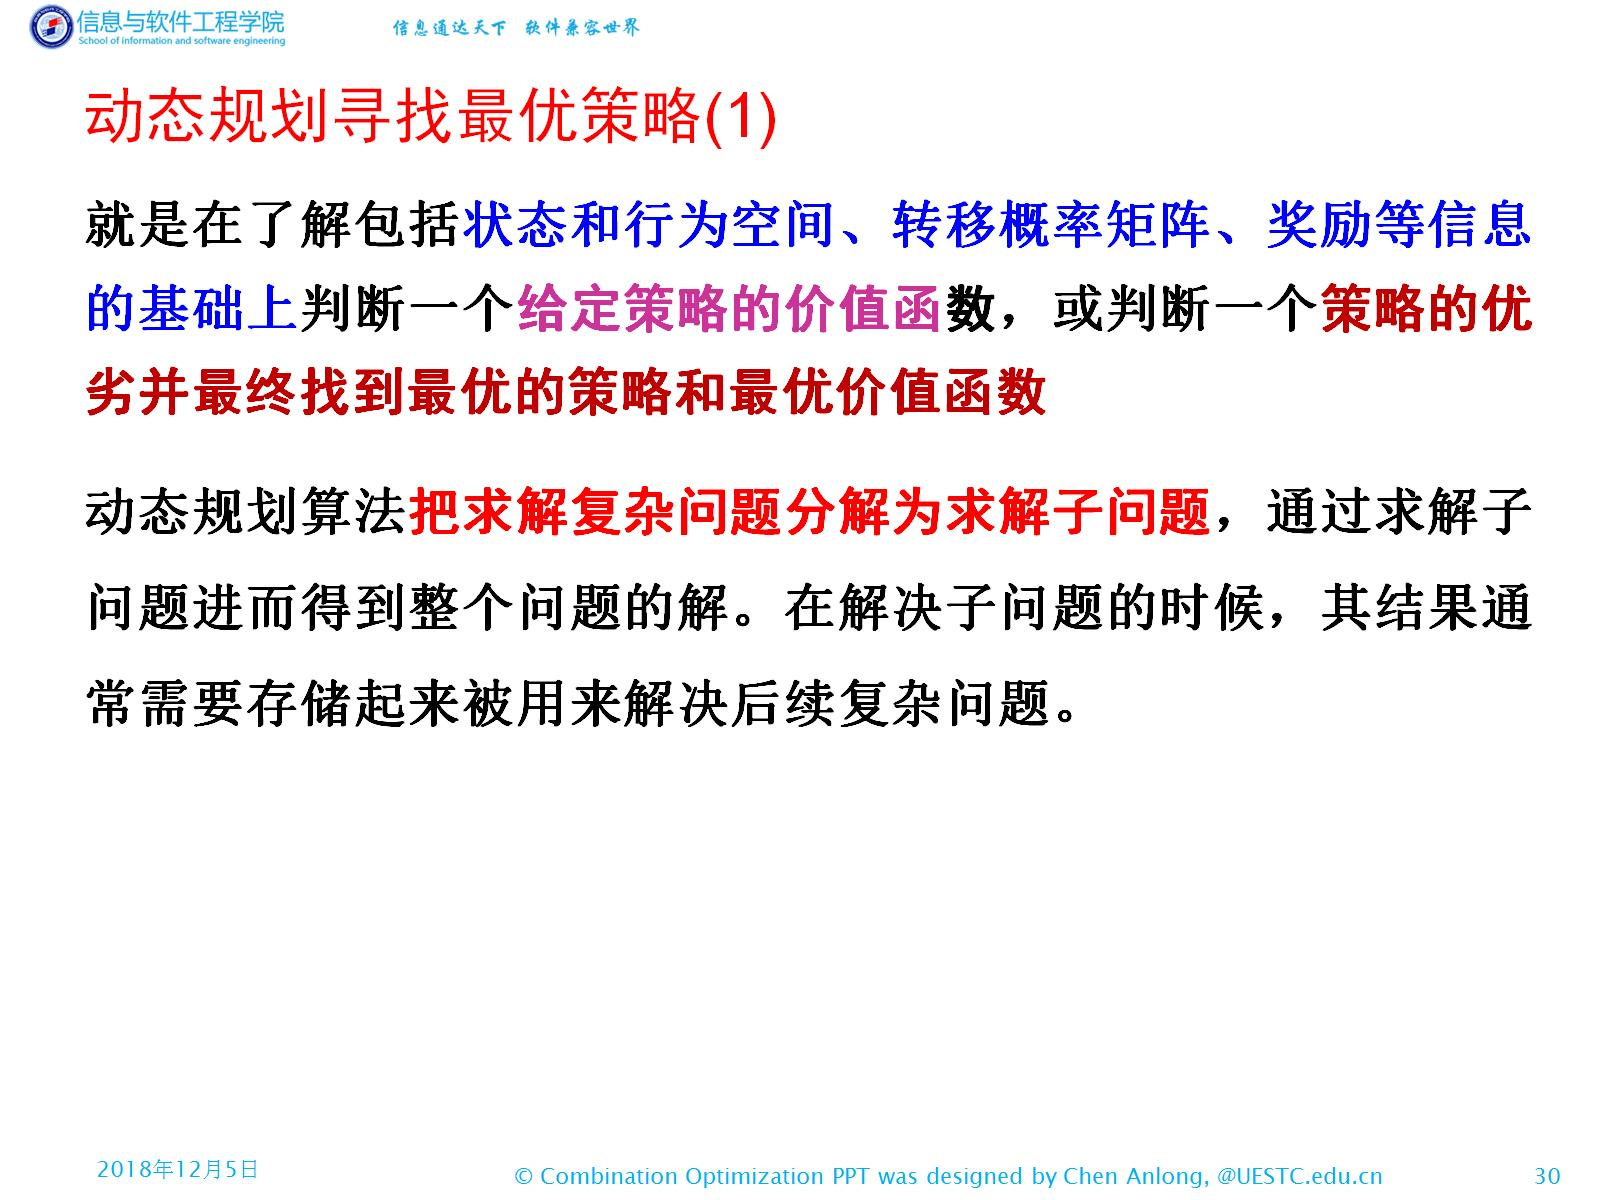 信息与软件工程学院
School of information and software engineering
信息通达天下 软件兼容世界
动态规划寻找最优策略(1)
就是在了解包括状态和行为空间、转移概率矩阵、奖励等信息
的基础上判断一个给定策略的价值函数，或判断一个策略的优
劣并最终找到最优的策略和最优价值函数
动态规划算法把求解复杂问题分解为求解子问题，通过求解子
问题进而得到整个问题的解。在解决子问题的时候，其结果通
常需要存储起来被用来解决后续复杂问题。
2018年12月5日
© Combination Optimization PPT was designed by Chen Anlong, @UESTC.edu.cn
30